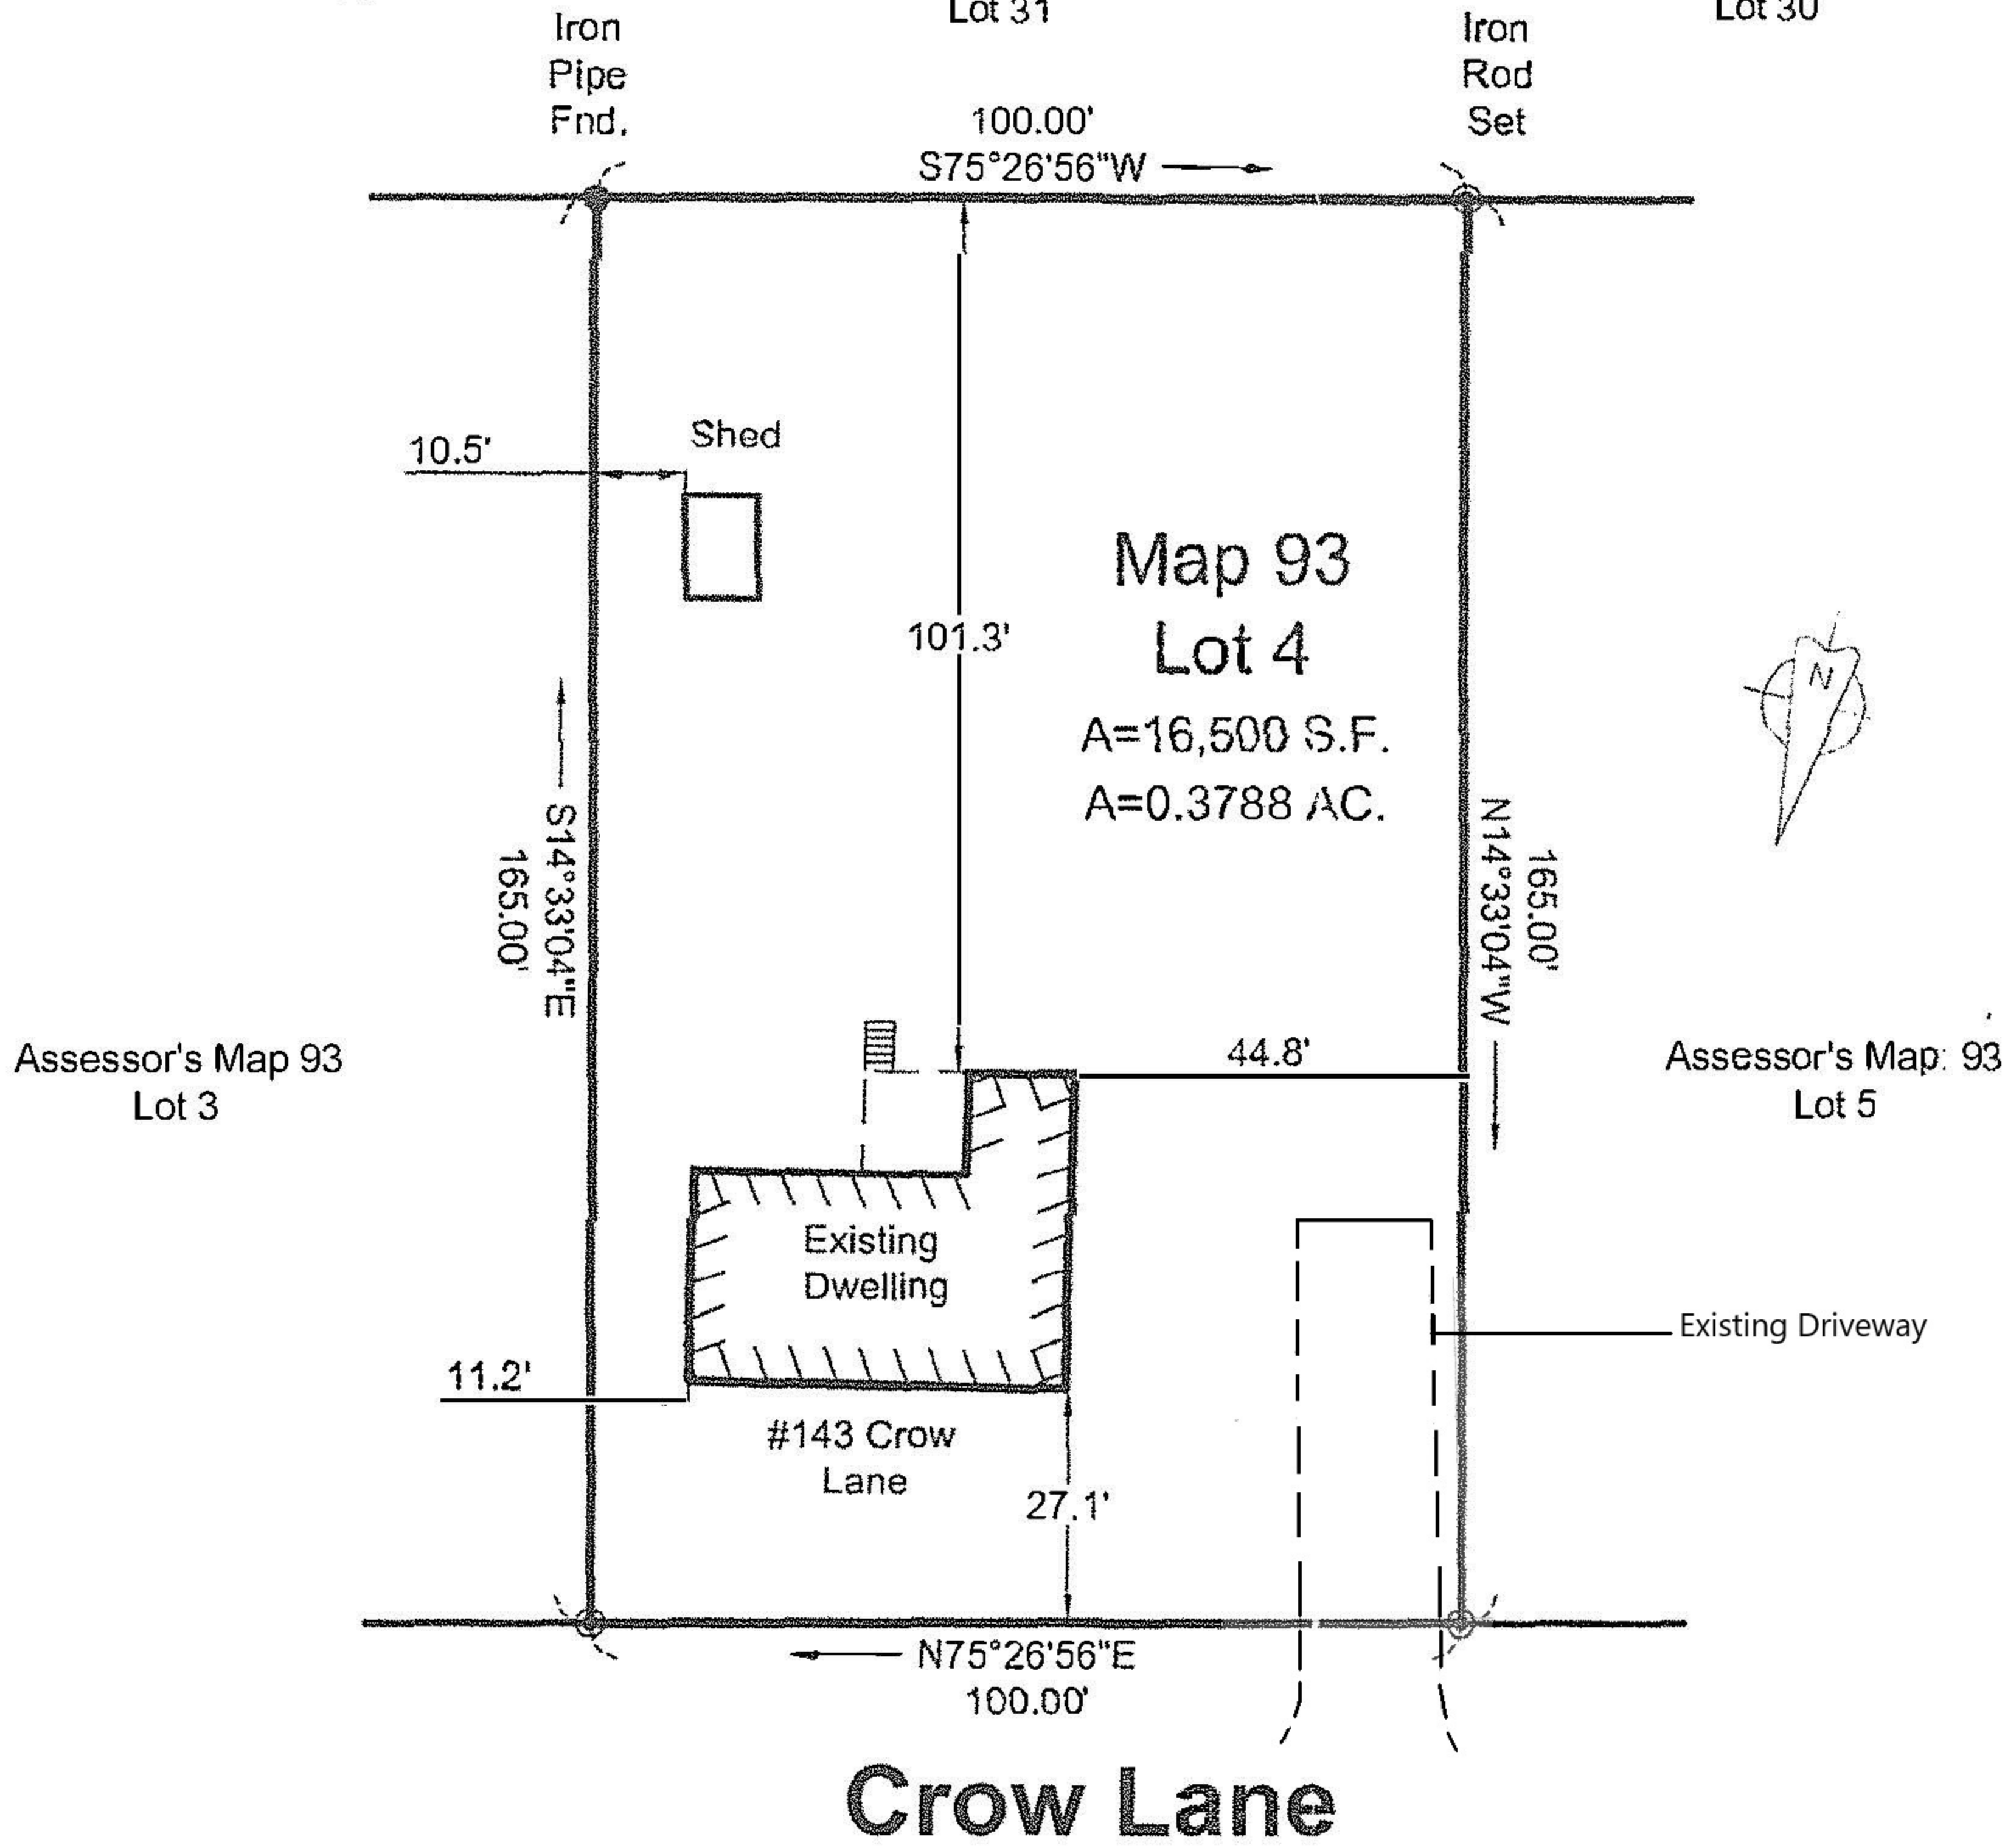 Lot 31
Lot 30
Iron
Pipe
Fnd.
Iron
Rod
Set
100.00'
S75°26'56"W
10.5'
Shed
Map 93
Lot 4
A=16,500 S.F.
A=0.3788 AC.
101.3'
N
S14°33'04"E
165.00'
N14°33'04"W
165.00'
Assessor's Map 93
Lot 3
44.8'
Assessor's Map: 93
Lot 5
Existing
Dwelling
Existing Driveway
11.2'
#143 Crow
Lane
27.1'
N75°26'56"E
100.00'
Crow Lane